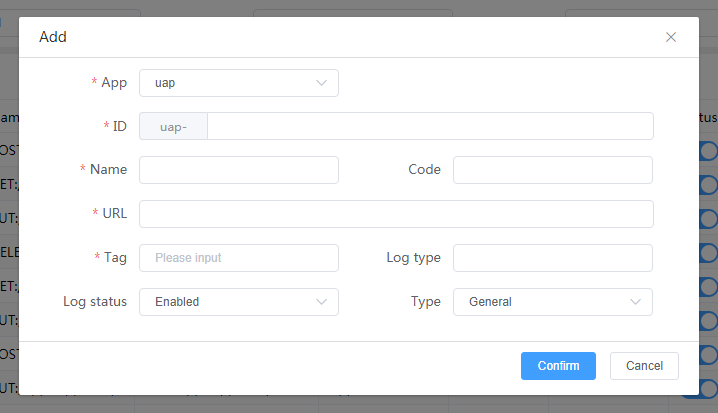 Add
* App uap
* ID uap-
* Name Code
* URL
* Tag Please input Log type
Log status Enabled Type General
Confirm Cancel